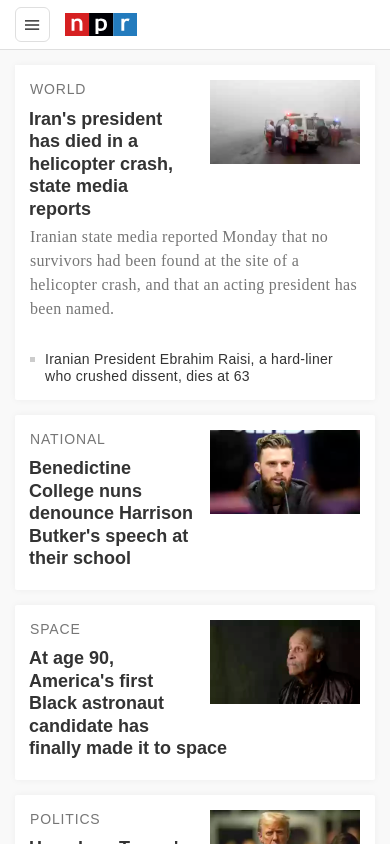 npr
WORLD
Iran's president
has died in a
helicopter crash,
state media
reports
Iranian state media reported Monday that no
survivors had been found at the site of a
helicopter crash, and that an acting president has
been named.
Iranian President Ebrahim Raisi, a hard-liner
who crushed dissent, dies at 63
NATIONAL
Benedictine
College nuns
denounce Harrison
Butker's speech at
their school
SPACE
At age 90,
America's first
Black astronaut
candidate has
finally made it to space
POLITICS